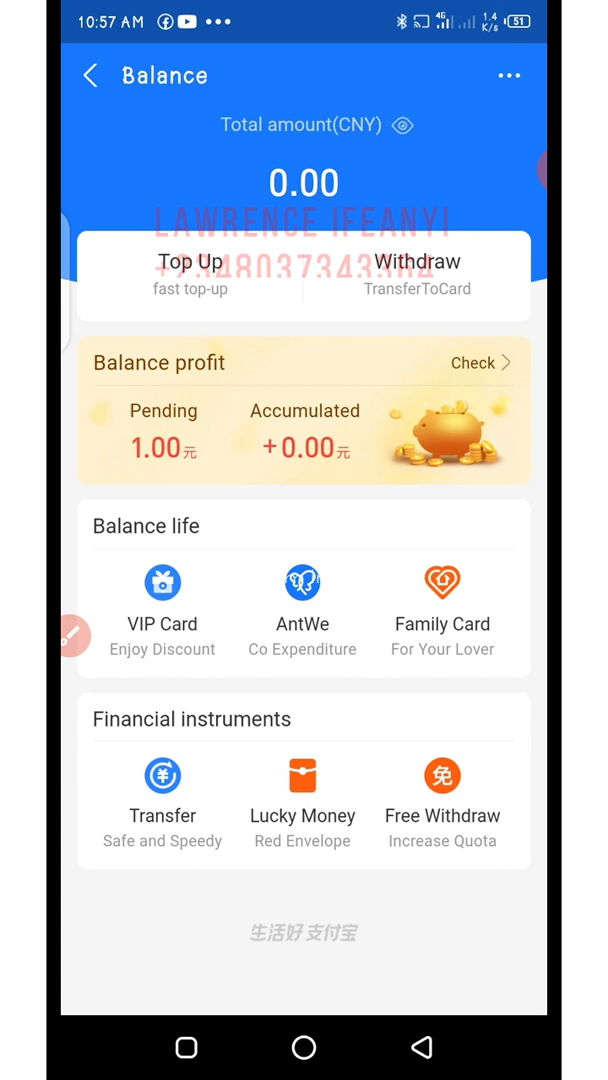 10:57 AM
4G
1.4
K/s
51
Balance
Total amount(CNY)
0.00
LAWRENCE IFEANYI
Top Up
Withdraw
fast top-up
TransferToCard
Balance profit
Check
Pending
Accumulated
1.00元
+0.00元
Balance life
VIP Card
AntWe
Family Card
Enjoy Discount
Co Expenditure
For Your Lover
Financial instruments
免
Transfer
Lucky Money
Free Withdraw
Safe and Speedy
Red Envelope
Increase Quota
生活好 支付宝